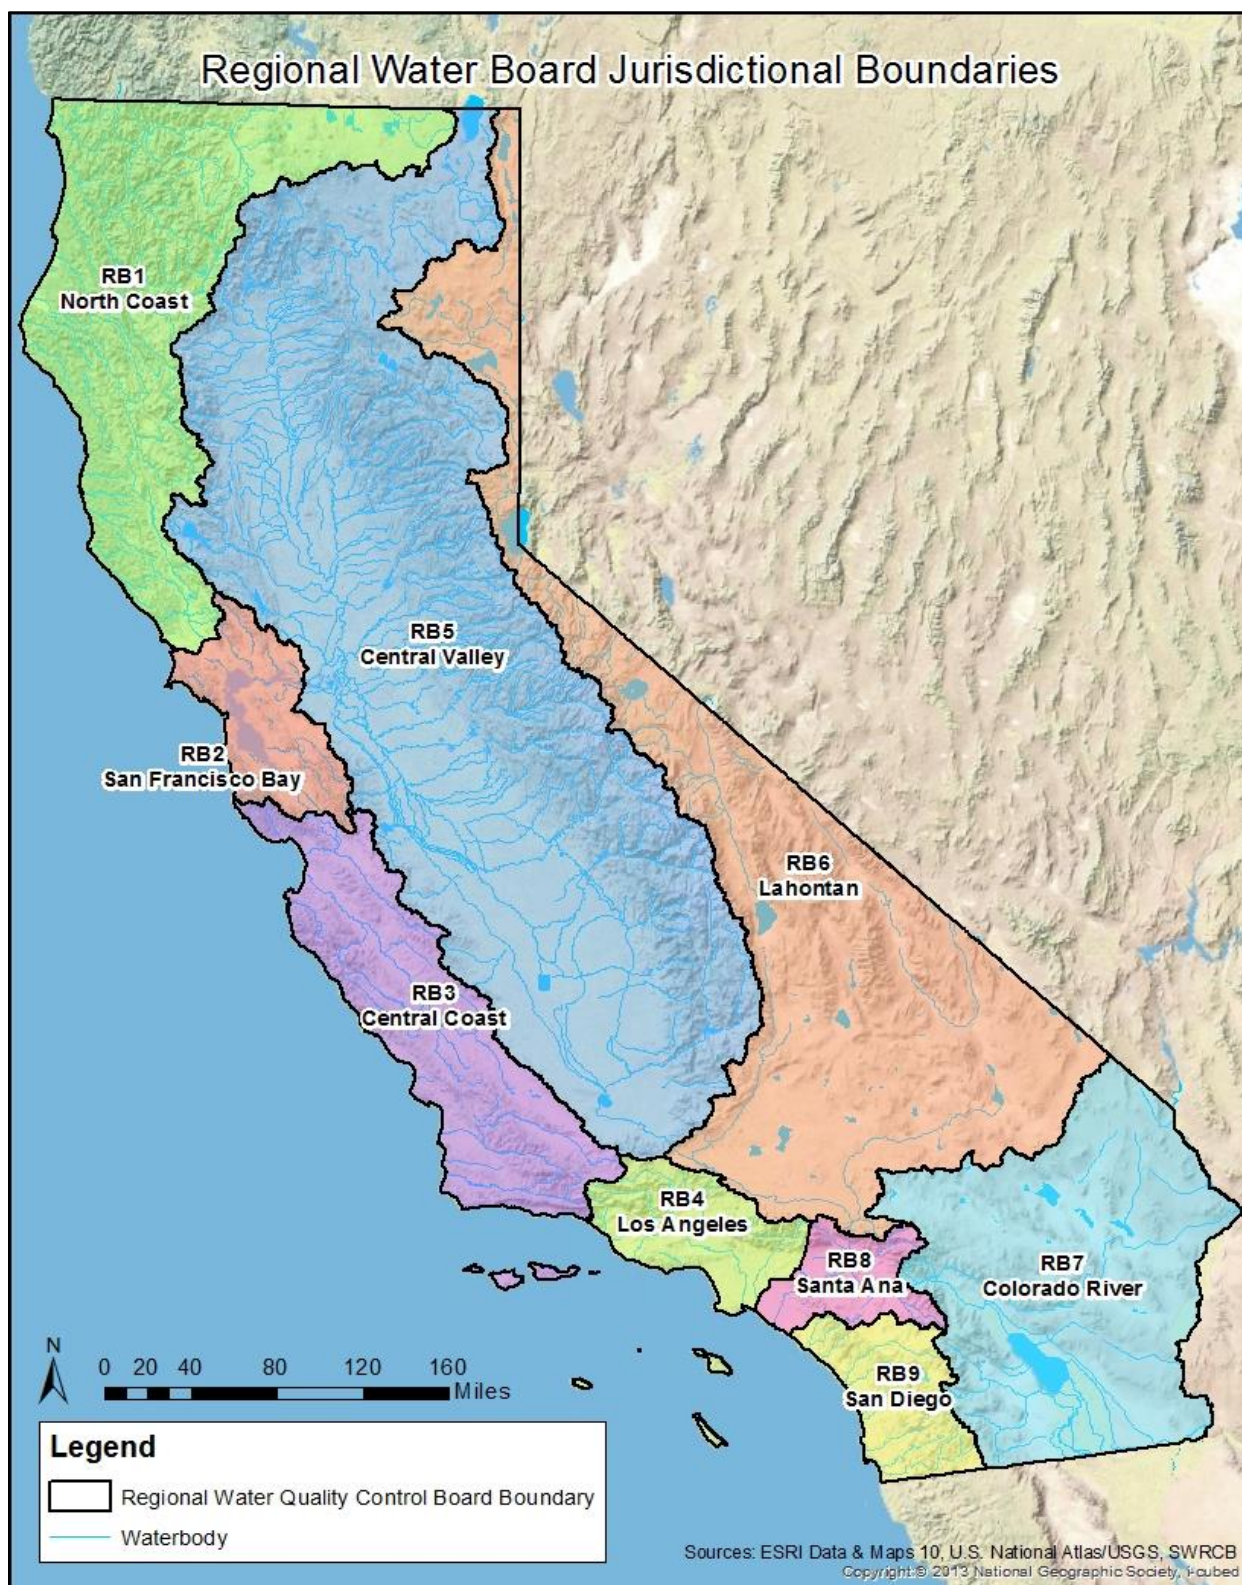 Regional Water Board Jurisdictional Boundaries
RB1
North Coast
RB5
Central Valley
RB2
San Francisco Bay
RB6
Lahontan
RB3
Central Coast
RB4
Los Angeles
RB8
Santa Ana
RB7
Colorado River
RB9
San Diego
N
0 20 40 80 120 160
Miles
Legend
Regional Water Quality Control Board Boundary
Waterbody
Sources: ESRI Data & Maps 10, U.S. National Atlas/USGS, SWRCB
Copyright:© 2013 National Geographic Society, i-cubed